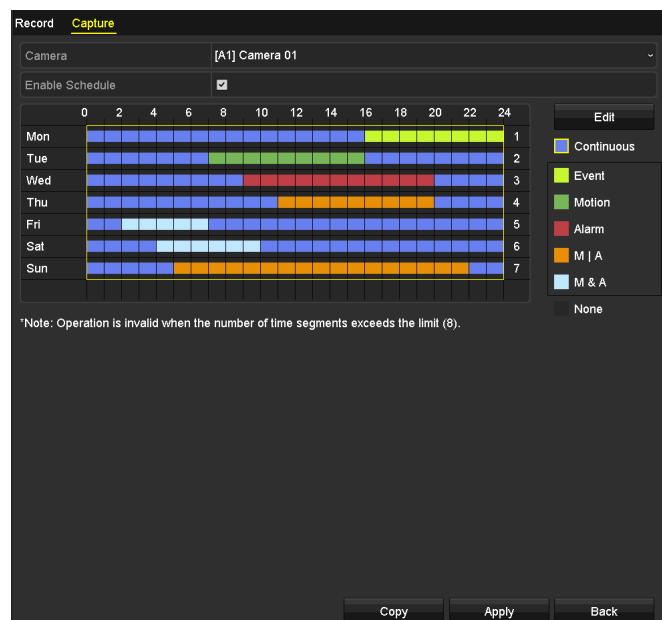 Record Capture
Camera [A1] Camera 01
Enable Schedule
0 2 4 6 8 10 12 14 16 18 20 22 24
Edit
Mon 1
Continuous
Tue 2
Event
Wed 3
Motion
Thu 4
Alarm
Fri 5
M | A
Sat 6
M & A
Sun 7
None
*Note: Operation is invalid when the number of time segments exceeds the limit (8).
Copy Apply Back